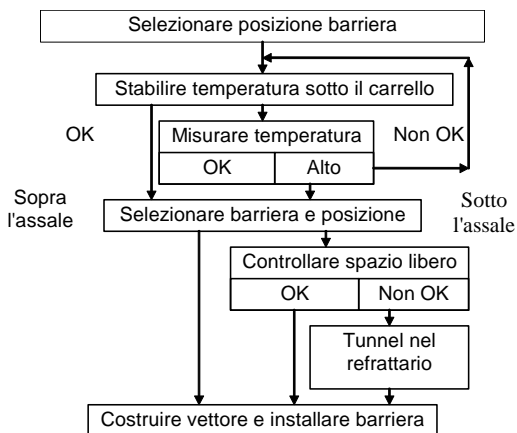 Selezionare posizione barriera
Stabilire temperatura sotto il carrello
OK
Misurare temperatura
Non OK
OK
Alto
Sopra
l'assale
Selezionare barriera e posizione
Sotto
l'assale
Controllare spazio libero
OK
Non OK
Tunnel nel
refrattario
Costruire vettore e installare barriera